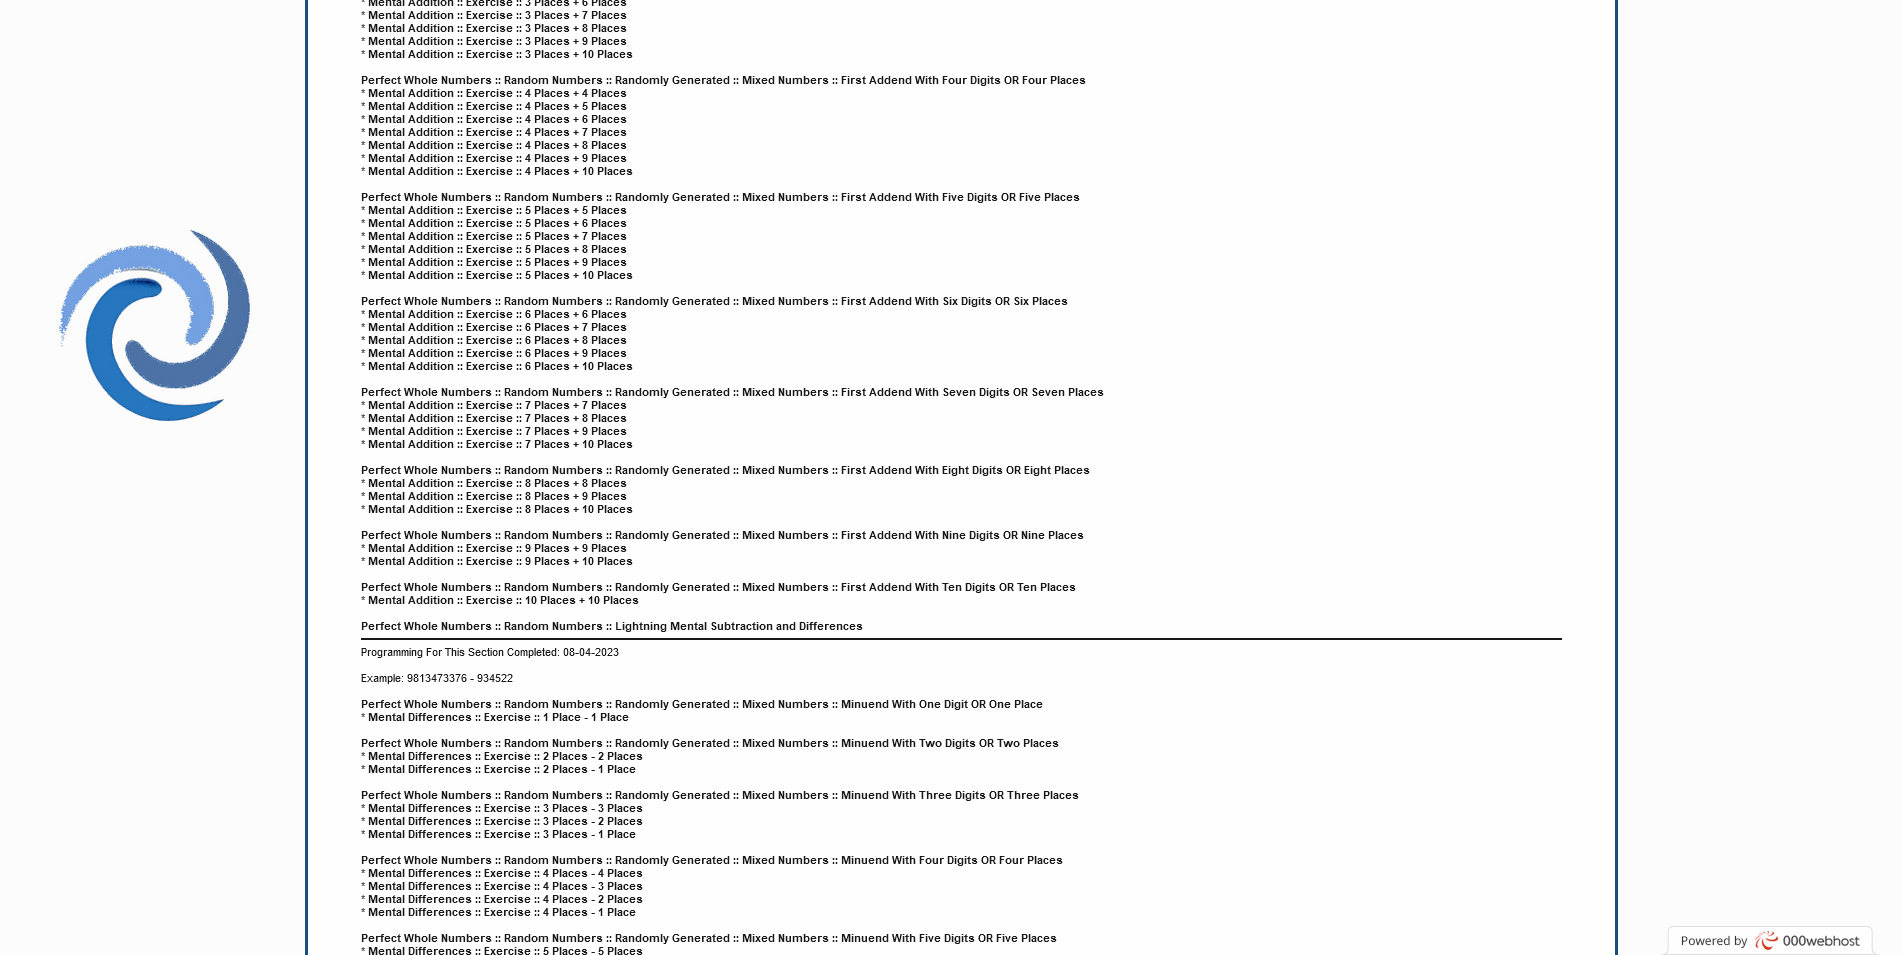 * Mental Addition :: Exercise :: 3 Places + 6 Places
* Mental Addition :: Exercise :: 3 Places + 7 Places
* Mental Addition :: Exercise :: 3 Places + 8 Places
* Mental Addition :: Exercise :: 3 Places + 9 Places
* Mental Addition :: Exercise :: 3 Places + 10 Places
Perfect Whole Numbers :: Random Numbers :: Randomly Generated :: Mixed Numbers :: First Addend With Four Digits OR Four Places
* Mental Addition :: Exercise :: 4 Places + 4 Places
* Mental Addition :: Exercise :: 4 Places + 5 Places
* Mental Addition :: Exercise :: 4 Places + 6 Places
* Mental Addition :: Exercise :: 4 Places + 7 Places
* Mental Addition :: Exercise :: 4 Places + 8 Places
* Mental Addition :: Exercise :: 4 Places + 9 Places
* Mental Addition :: Exercise :: 4 Places + 10 Places
Perfect Whole Numbers :: Random Numbers :: Randomly Generated :: Mixed Numbers :: First Addend With Five Digits OR Five Places
* Mental Addition :: Exercise :: 5 Places + 5 Places
* Mental Addition :: Exercise :: 5 Places + 6 Places
* Mental Addition :: Exercise :: 5 Places + 7 Places
* Mental Addition :: Exercise :: 5 Places + 8 Places
* Mental Addition :: Exercise :: 5 Places + 9 Places
* Mental Addition :: Exercise :: 5 Places + 10 Places
Perfect Whole Numbers :: Random Numbers :: Randomly Generated :: Mixed Numbers :: First Addend With Six Digits OR Six Places
* Mental Addition :: Exercise :: 6 Places + 6 Places
* Mental Addition :: Exercise :: 6 Places + 7 Places
* Mental Addition :: Exercise :: 6 Places + 8 Places
* Mental Addition :: Exercise :: 6 Places + 9 Places
* Mental Addition :: Exercise :: 6 Places + 10 Places
Perfect Whole Numbers :: Random Numbers :: Randomly Generated :: Mixed Numbers :: First Addend With Seven Digits OR Seven Places
* Mental Addition :: Exercise :: 7 Places + 7 Places
* Mental Addition :: Exercise :: 7 Places + 8 Places
* Mental Addition :: Exercise :: 7 Places + 9 Places
* Mental Addition :: Exercise :: 7 Places + 10 Places
Perfect Whole Numbers :: Random Numbers :: Randomly Generated :: Mixed Numbers :: First Addend With Eight Digits OR Eight Places
* Mental Addition :: Exercise :: 8 Places + 8 Places
* Mental Addition :: Exercise :: 8 Places + 9 Places
* Mental Addition :: Exercise :: 8 Places + 10 Places
Perfect Whole Numbers :: Random Numbers :: Randomly Generated :: Mixed Numbers :: First Addend With Nine Digits OR Nine Places
* Mental Addition :: Exercise :: 9 Places + 9 Places
* Mental Addition :: Exercise :: 9 Places + 10 Places
Perfect Whole Numbers :: Random Numbers :: Randomly Generated :: Mixed Numbers :: First Addend With Ten Digits OR Ten Places
* Mental Addition :: Exercise :: 10 Places + 10 Places
Perfect Whole Numbers :: Random Numbers :: Lightning Mental Subtraction and Differences
Programming For This Section Completed: 08-04-2023
Example: 9813473376 - 934522
Perfect Whole Numbers :: Random Numbers :: Randomly Generated :: Mixed Numbers :: Minuend With One Digit OR One Place
* Mental Differences :: Exercise :: 1 Place - 1 Place
Perfect Whole Numbers :: Random Numbers :: Randomly Generated :: Mixed Numbers :: Minuend With Two Digits OR Two Places
* Mental Differences :: Exercise :: 2 Places - 2 Places
* Mental Differences :: Exercise :: 2 Places - 1 Place
Perfect Whole Numbers :: Random Numbers :: Randomly Generated :: Mixed Numbers :: Minuend With Three Digits OR Three Places
* Mental Differences :: Exercise :: 3 Places - 3 Places
* Mental Differences :: Exercise :: 3 Places - 2 Places
* Mental Differences :: Exercise :: 3 Places - 1 Place
Perfect Whole Numbers :: Random Numbers :: Randomly Generated :: Mixed Numbers :: Minuend With Four Digits OR Four Places
* Mental Differences :: Exercise :: 4 Places - 4 Places
* Mental Differences :: Exercise :: 4 Places - 3 Places
* Mental Differences :: Exercise :: 4 Places - 2 Places
* Mental Differences :: Exercise :: 4 Places - 1 Place
Perfect Whole Numbers :: Random Numbers :: Randomly Generated :: Mixed Numbers :: Minuend With Five Digits OR Five Places
* Mental Differences :: Exercise :: 5 Places - 5 Places
Powered by 000webhost